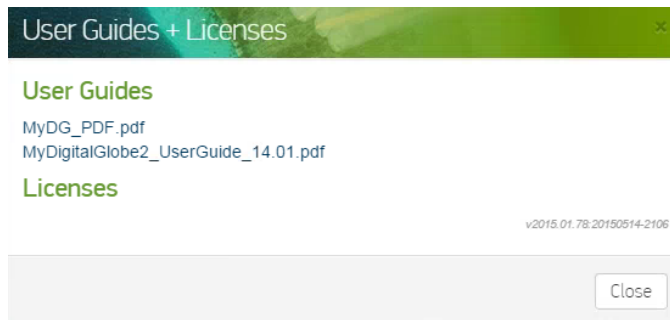 User Guides + Licenses
×
User Guides
MyDG_PDF.pdf
MyDigitalGlobe2_UserGuide_14.01.pdf
Licenses
v2015.01.78:20150514-2106
Close